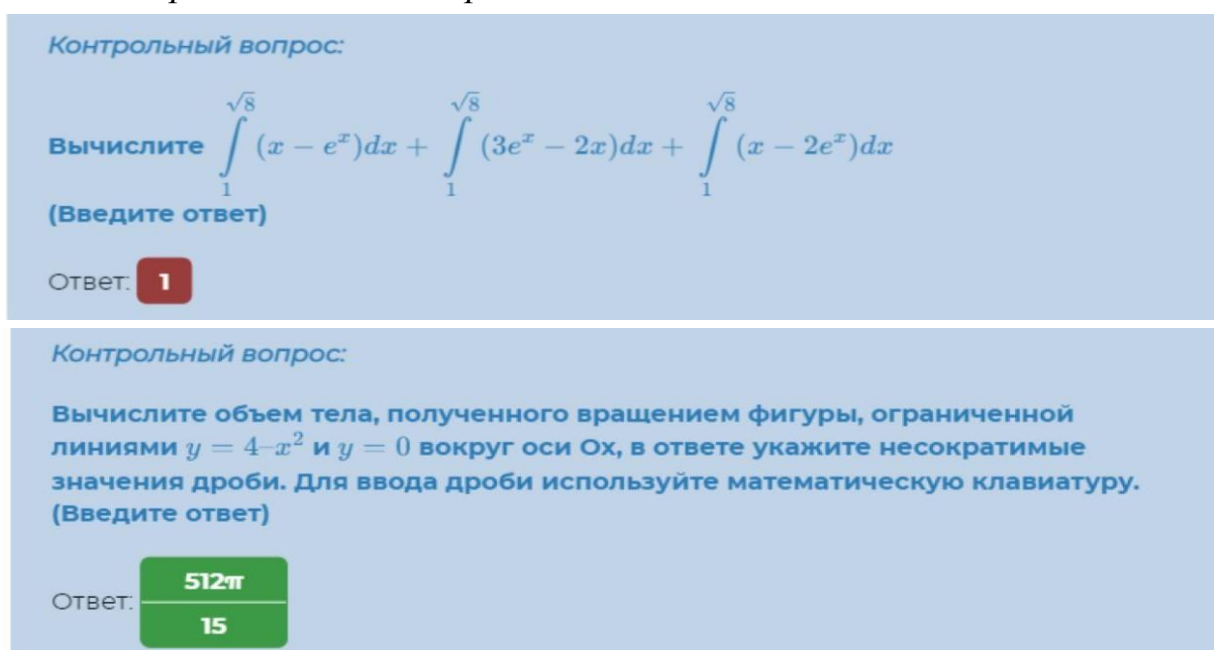 Контрольный вопрос:
Вычислите ∫₁^√8 (x − eˣ)dx + ∫₁^√8 (3eˣ − 2x)dx + ∫₁^√8 (x − 2eˣ)dx
(Введите ответ)
Ответ: 1
Контрольный вопрос:
Вычислите объем тела, полученного вращением фигуры, ограниченной
линиями y = 4–x² и y = 0 вокруг оси Ox, в ответе укажите несократимые
значения дроби. Для ввода дроби используйте математическую клавиатуру.
(Введите ответ)
Ответ: 512π/15